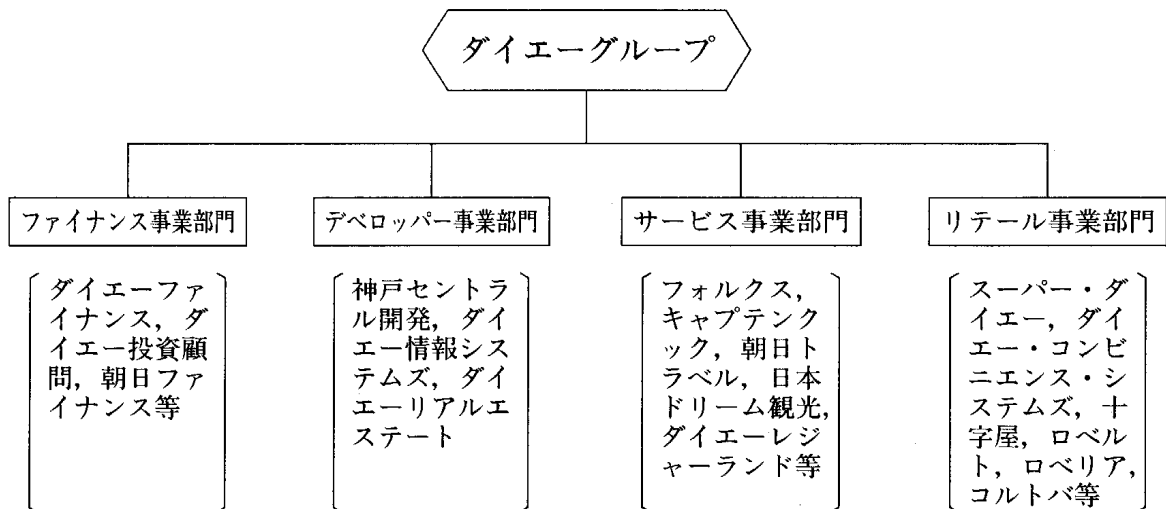 ダイエーグループ
ファイナンス事業部門
デベロッパー事業部門
サービス事業部門
リテール事業部門
ダイエーファ
イナンス，ダ
イエー投資顧
問，朝日ファ
イナンス等
神戸セントラ
ル開発，ダイ
エー情報シス
テムズ，ダイ
エーリアルエ
ステート
フォルクス，
キャプテンク
ック，朝日ト
ラベル，日本
ドリーム観光，
ダイエーレジ
ャーランド等
スーパー・ダ
イエー，ダイ
エー・コンビ
ニエンス・シ
ステムズ，十
字屋，ロベル
ト，ロベリア，
コルトバ等